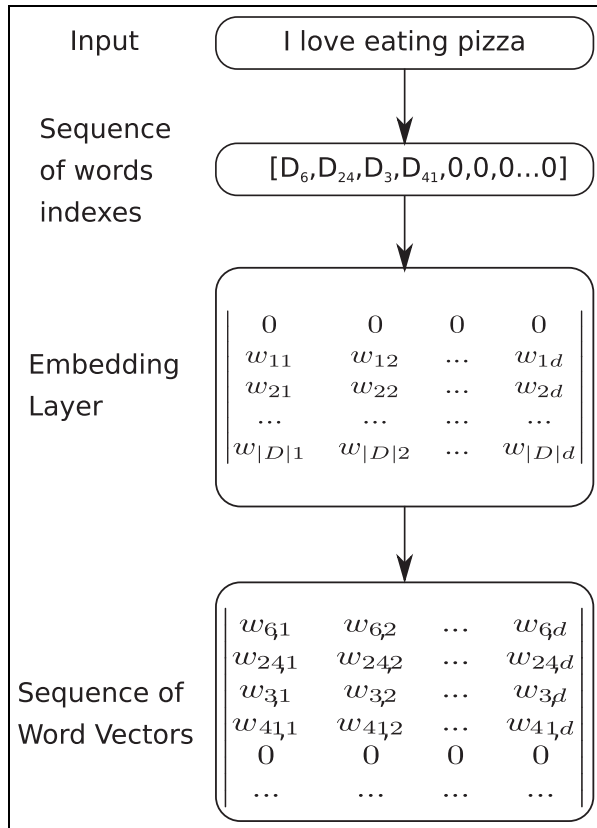 Input
I love eating pizza
Sequence
of words
indexes
[D₆,D₂₄,D₃,D₄₁,0,0,0...0]
Embedding
Layer
0 0 0 0
w₁₁ w₁₂ ... w₁d
w₂₁ w₂₂ ... w₂d
... ... ... ...
w|D|1 w|D|2 ... w|D|d
Sequence of
Word Vectors
w6,1 w6,2 ... w6,d
w24,1 w24,2 ... w24,d
w3,1 w3,2 ... w3,d
w41,1 w41,2 ... w41,d
0 0 0 0
... ... ... ...